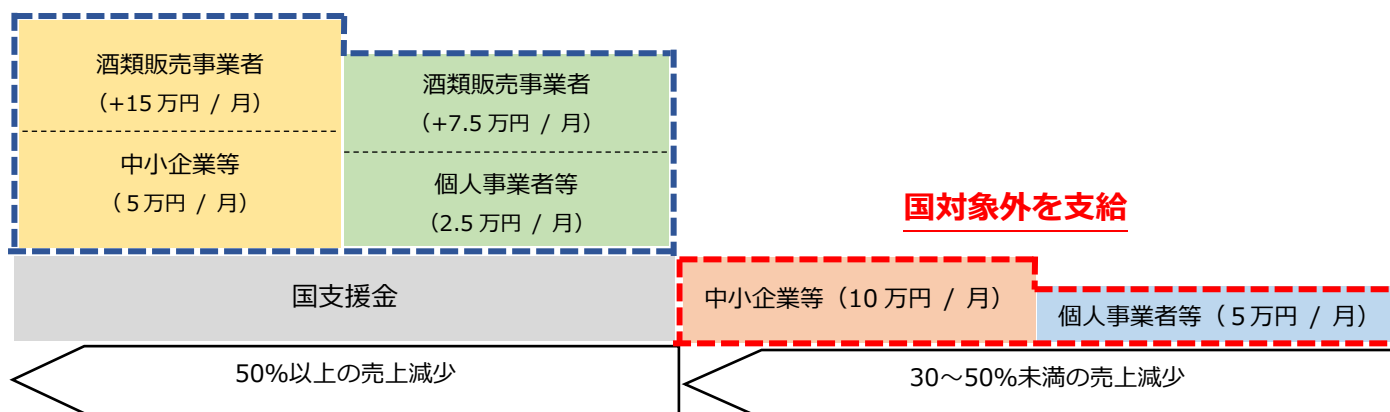 酒類販売事業者
（+15 万円 / 月）
中小企業等
（５万円 / 月）
酒類販売事業者
（+7.5 万円 / 月）
個人事業者等
（2.5 万円 / 月）
国対象外を支給
国支援金
中小企業等（10 万円 / 月）
個人事業者等（５万円 / 月）
50%以上の売上減少
30～50%未満の売上減少